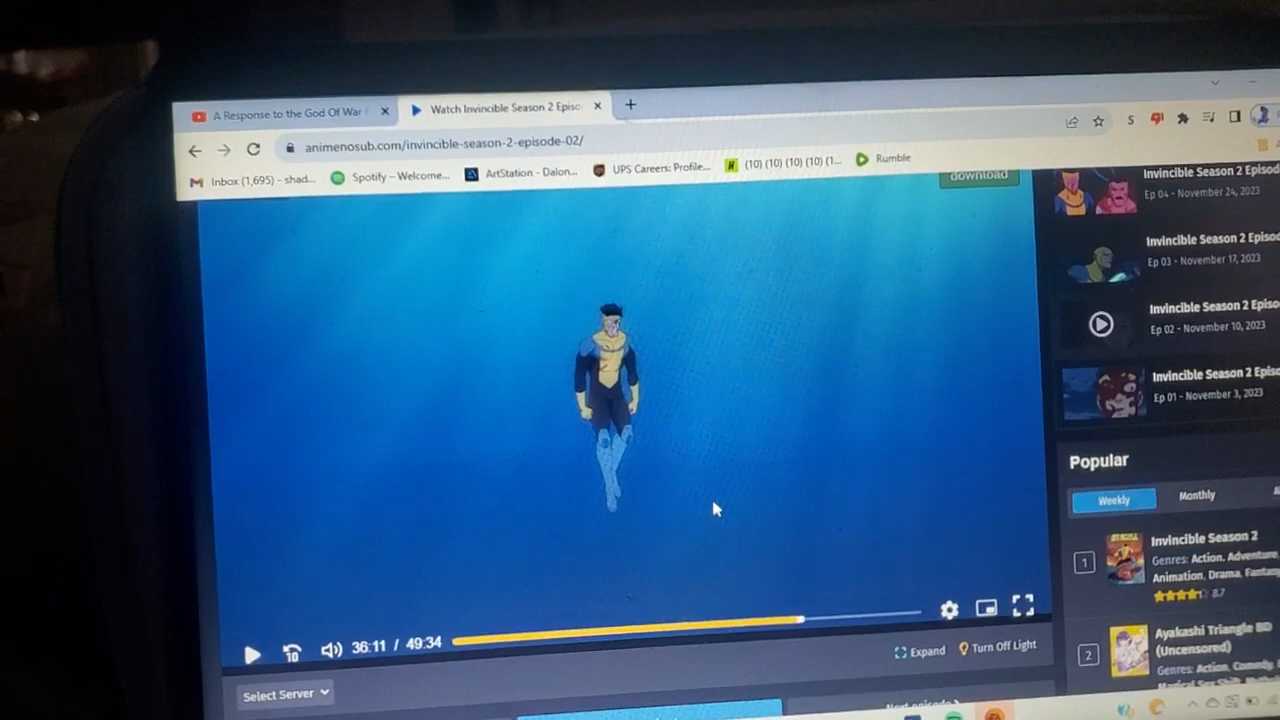 A Response to the God Of War
Watch Invincible Season 2 Episo
animenosub.com/invincible-season-2-episode-02/
S
Inbox (1,695) – shad...
Spotify – Welcome...
ArtStation - Dalon...
UPS Careers: Profile...
H
(10) (10) (10) (10) (1...
Rumble
download
Invincible Season 2 Episod
Ep 04 - November 24, 2023
Invincible Season 2 Episo
Ep 03 - November 17, 2023
Invincible Season 2 Episo
Ep 02 - November 10, 2023
Invincible Season 2 Episo
Ep 01 - November 3, 2023
Popular
Weekly
Monthly
1
Invincible Season 2
Genres: Action, Adventure,
Animation, Drama, Fantasy
8.7
2
Ayakashi Triangle BD
(Uncensored)
Genres: Action, Comedy,
10
36:11 / 49:34
Expand
Turn Off Light
Select Server